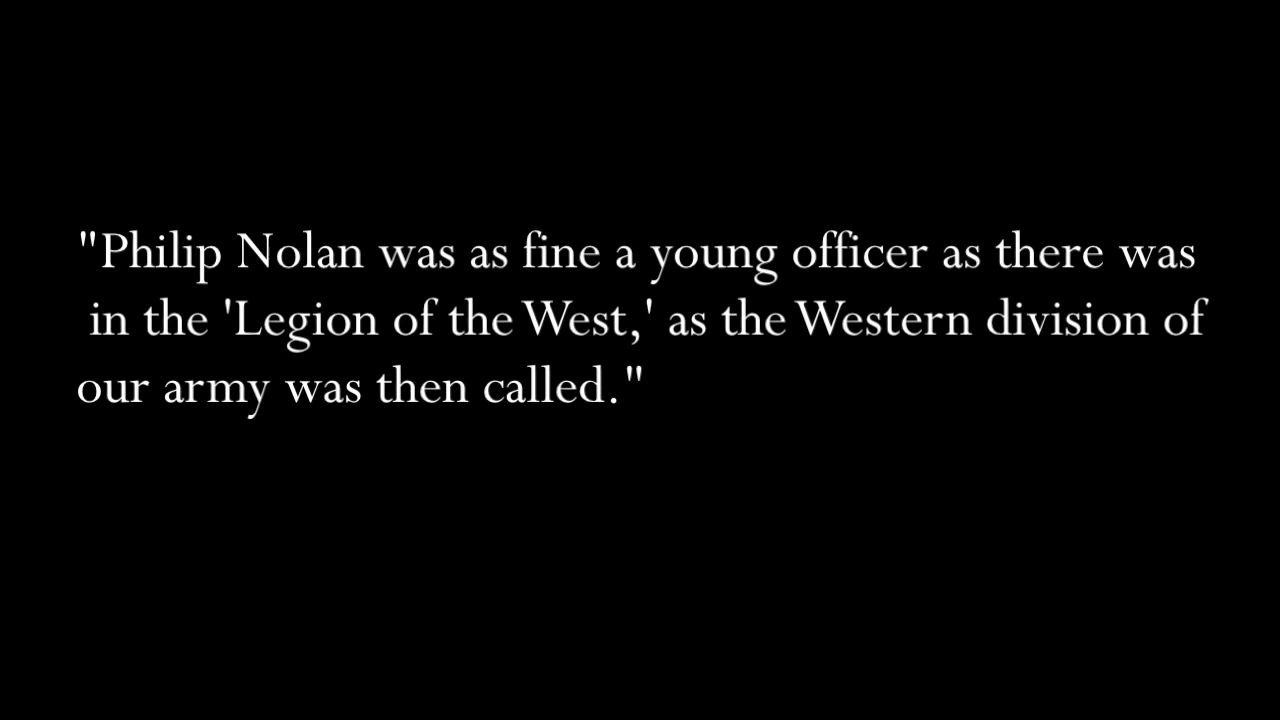 "Philip Nolan was as fine a young officer as there was
in the 'Legion of the West,' as the Western division of
our army was then called."